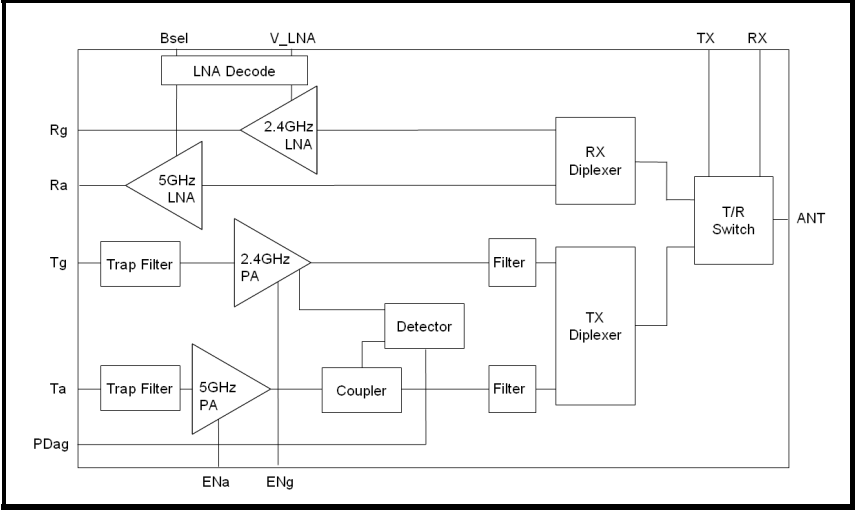 Bsel
V_LNA
TX
RX
LNA Decode
Rg
2.4GHz
LNA
RX
Diplexer
Ra
5GHz
LNA
T/R
Switch
ANT
Tg
Trap Filter
2.4GHz
PA
Filter
TX
Diplexer
Detector
Ta
Trap Filter
5GHz
PA
Coupler
Filter
PDag
ENa
ENg